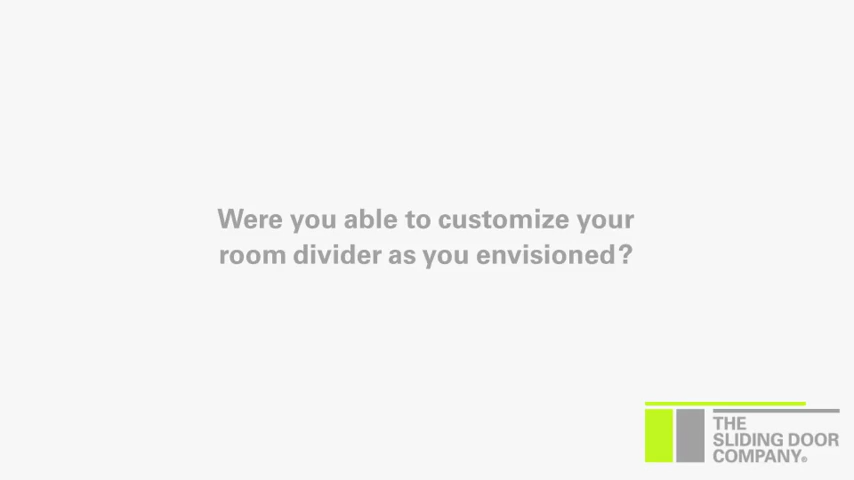 Were you able to customize your
room divider as you envisioned?
THE
SLIDING DOOR
COMPANY®